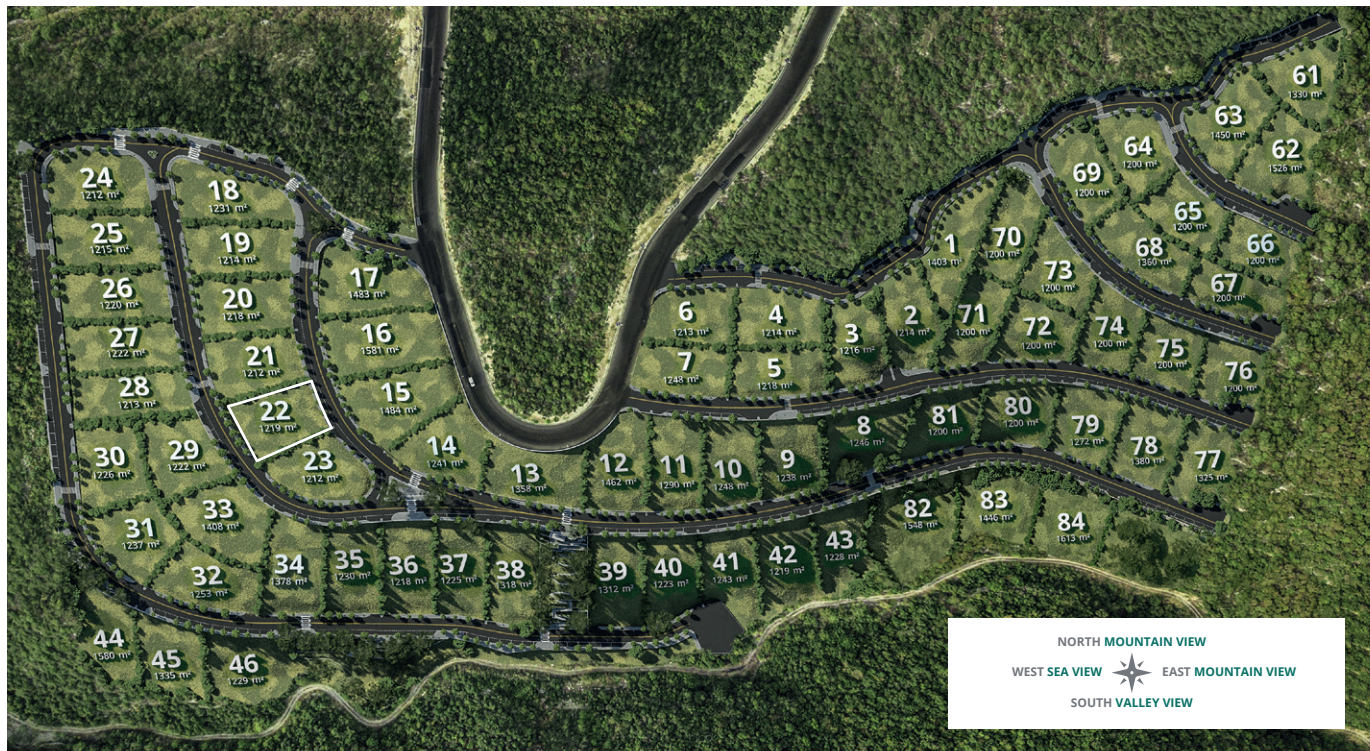 61
1330 m²
63
1450 m²
62
1526 m²
64
1200 m²
69
1200 m²
65
1200 m²
66
1200 m²
68
1360 m²
67
1200 m²
24
1212 m²
18
1231 m²
25
1215 m²
19
1214 m²
17
1483 m²
1
1403 m²
70
1200 m²
73
1200 m²
26
1220 m²
20
1218 m²
6
1213 m²
4
1214 m²
3
1216 m²
2
1214 m²
71
1200 m²
72
1200 m²
74
1200 m²
75
1200 m²
76
1200 m²
27
1222 m²
21
1212 m²
16
1581 m²
7
1248 m²
5
1218 m²
28
1213 m²
22
1219 m²
15
1484 m²
30
1226 m²
29
1222 m²
23
1212 m²
14
1241 m²
13
1358 m²
12
1462 m²
11
1290 m²
10
1248 m²
9
1238 m²
8
1246 m²
81
1200 m²
80
1200 m²
79
1272 m²
78
1380 m²
77
1325 m²
31
1237 m²
33
1408 m²
82
1548 m²
83
1446 m²
84
1613 m²
32
1253 m²
34
1378 m²
35
1230 m²
36
1218 m²
37
1225 m²
38
1318 m²
39
1312 m²
40
1223 m²
41
1243 m²
42
1219 m²
43
1228 m²
44
1580 m²
45
1335 m²
46
1229 m²
NORTH MOUNTAIN VIEW
WEST SEA VIEW EAST MOUNTAIN VIEW
SOUTH VALLEY VIEW